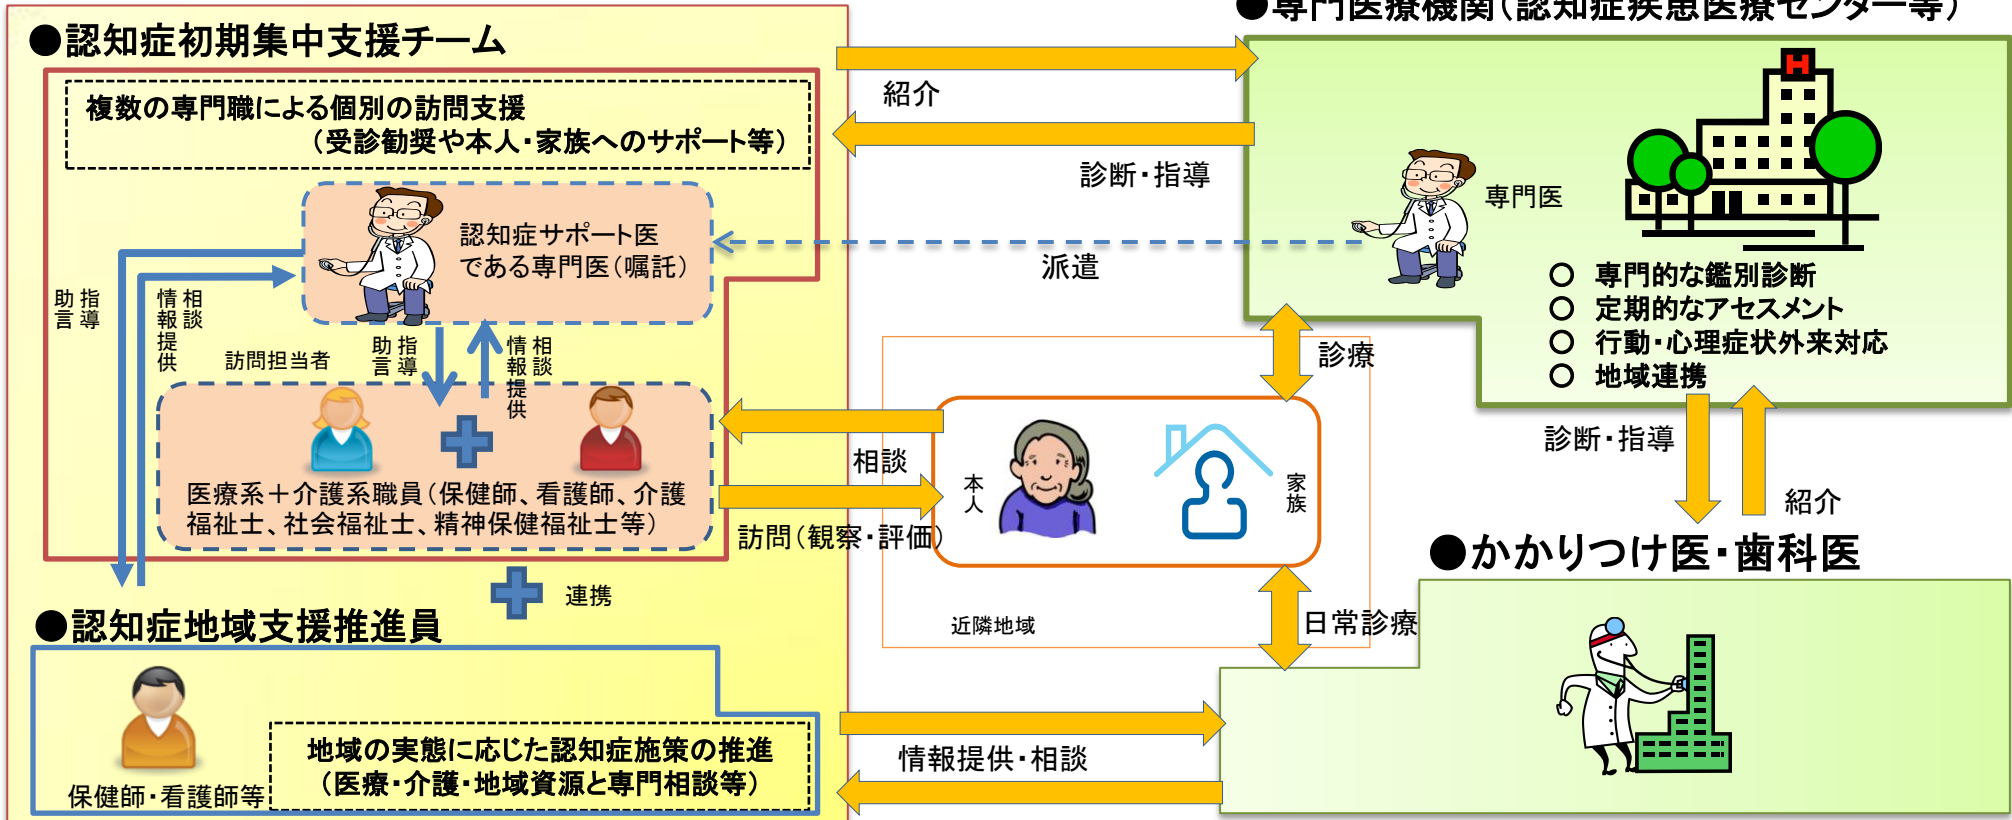 ●専門医療機関（認知症疾患医療センター等）
●認知症初期集中支援チーム
複数の専門職による個別の訪問支援
（受診勧奨や本人・家族へのサポート等）
紹介
診断・指導
専門医
認知症サポート医
である専門医（嘱託）
派遣
○ 専門的な鑑別診断
○ 定期的なアセスメント
○ 行動・心理症状外来対応
○ 地域連携
指導
助言
相談
情報提供
訪問担当者
指導
助言
相談
情報提供
診療
医療系＋介護系職員（保健師、看護師、介護
福祉士、社会福祉士、精神保健福祉士等）
相談
訪問（観察・評価）
本人
家族
近隣地域
診断・指導
紹介
連携
●かかりつけ医・歯科医
日常診療
●認知症地域支援推進員
保健師・看護師等
地域の実態に応じた認知症施策の推進
（医療・介護・地域資源と専門相談等）
情報提供・相談
H